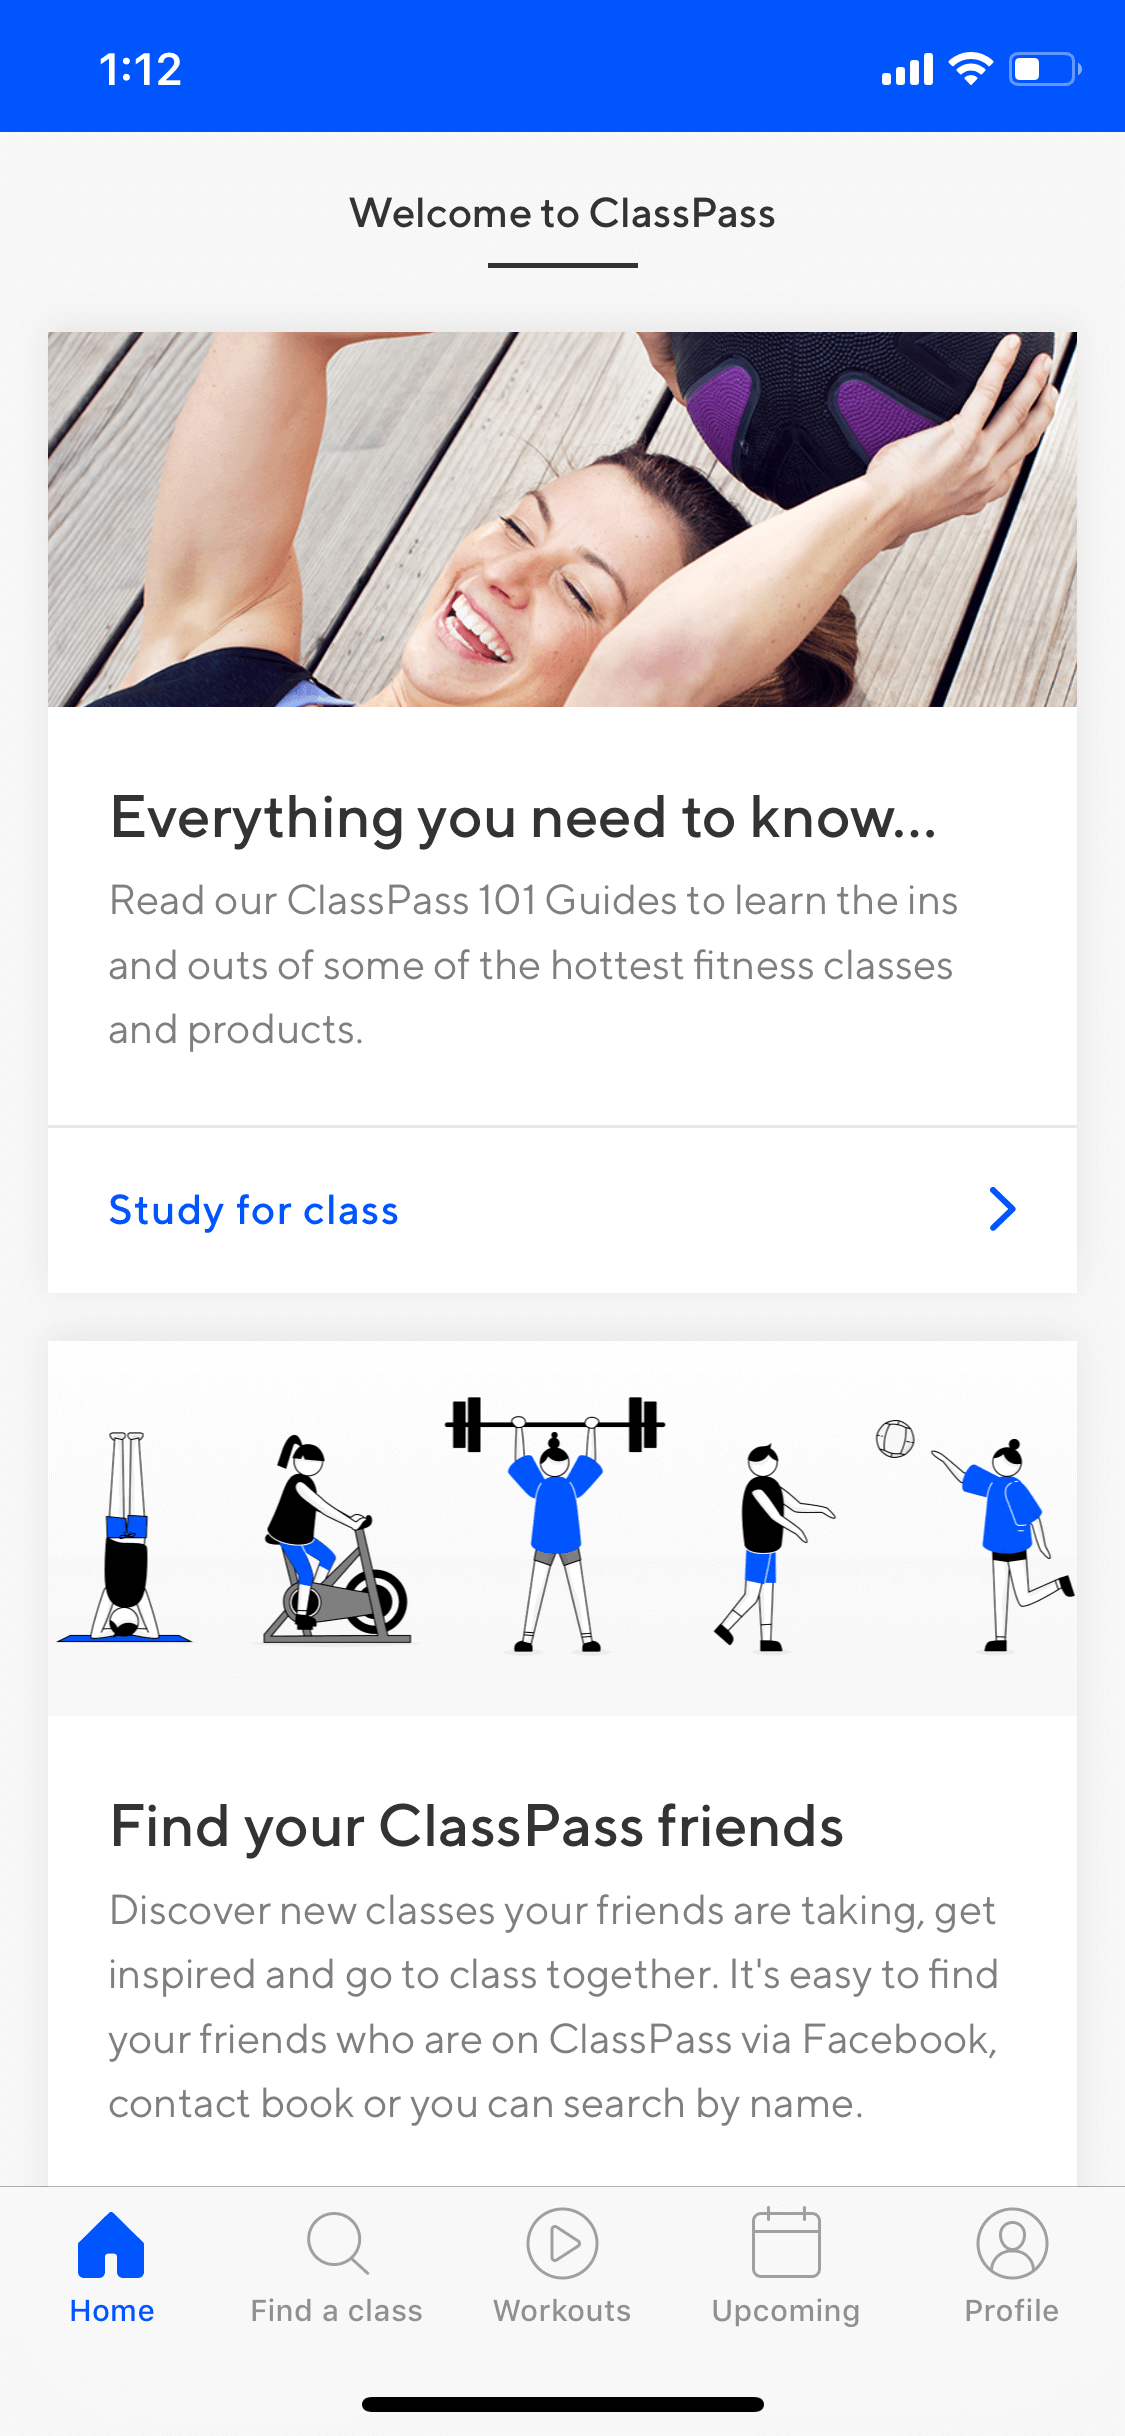 1:12
Welcome to ClassPass
Everything you need to know...
Read our ClassPass 101 Guides to learn the ins
and outs of some of the hottest fitness classes
and products.
Study for class
Find your ClassPass friends
Discover new classes your friends are taking, get
inspired and go to class together. It's easy to find
your friends who are on ClassPass via Facebook,
contact book or you can search by name.
Home
Find a class
Workouts
Upcoming
Profile